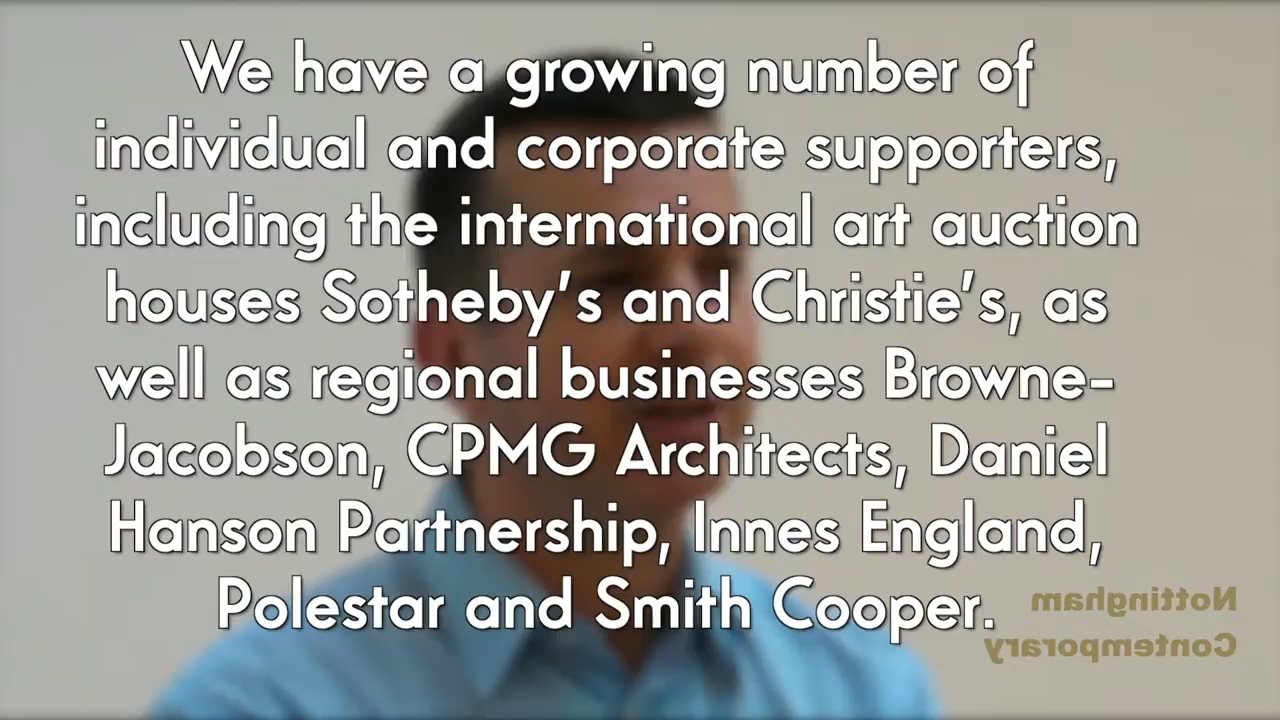 We have a growing number of
individual and corporate supporters,
including the international art auction
houses Sotheby's and Christie's, as
well as regional businesses Browne-
Jacobson, CPMG Architects, Daniel
Hanson Partnership, Innes England,
Polestar and Smith Cooper.
Nottingham
Contemporary